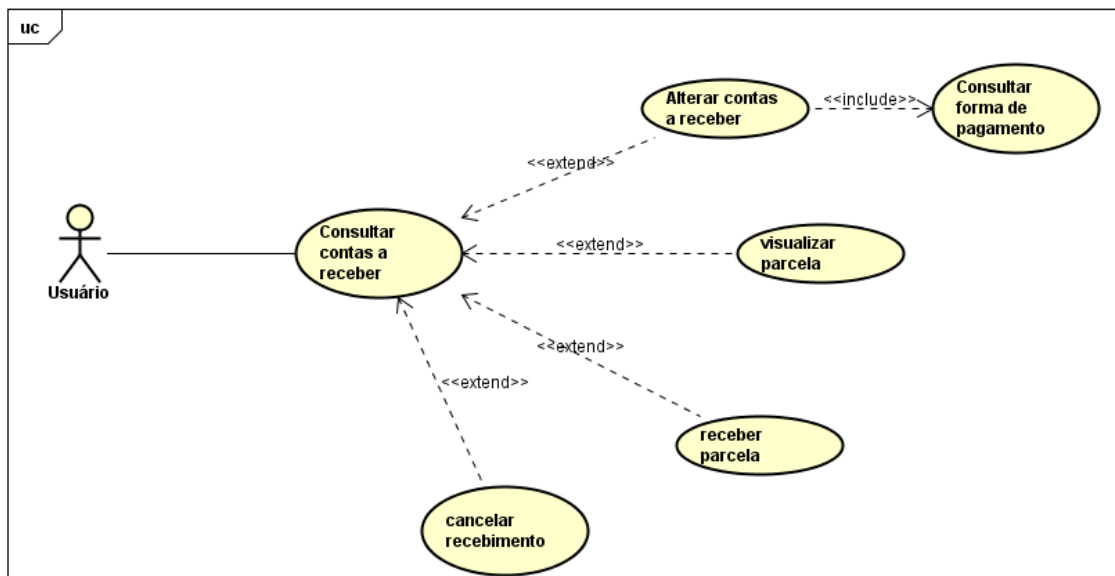 uc
Alterar contas
a receber
<<include>>
Consultar
forma de
pagamento
<<extend>>
Consultar
contas a
receber
<<extend>>
visualizar
parcela
Usuário
<<extend>>
<<extend>>
receber
parcela
cancelar
recebimento